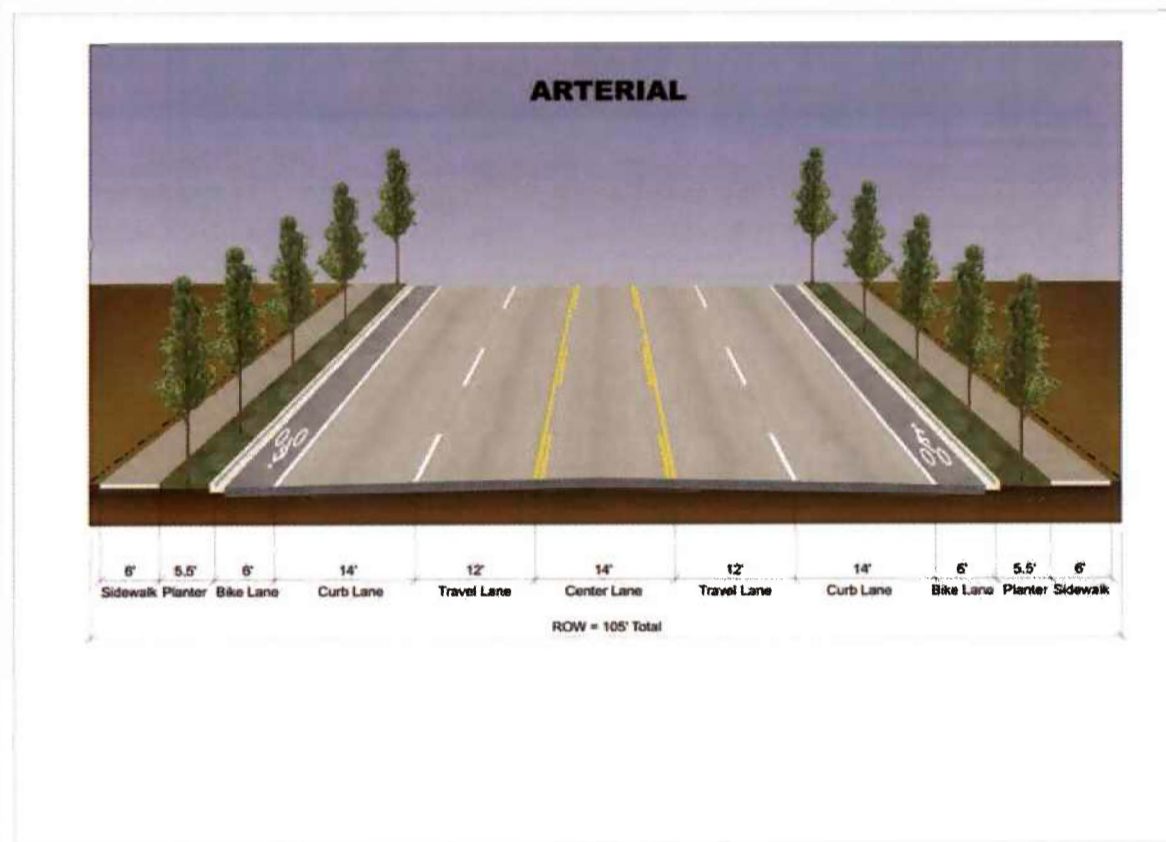 ARTERIAL
6' 5.5' 6' 14' 12' 14' 12' 14' 6' 5.5' 6'
Sidewalk Planter Bike Lane Curb Lane Travel Lane Center Lane Travel Lane Curb Lane Bike Lane Planter Sidewalk
ROW = 105' Total